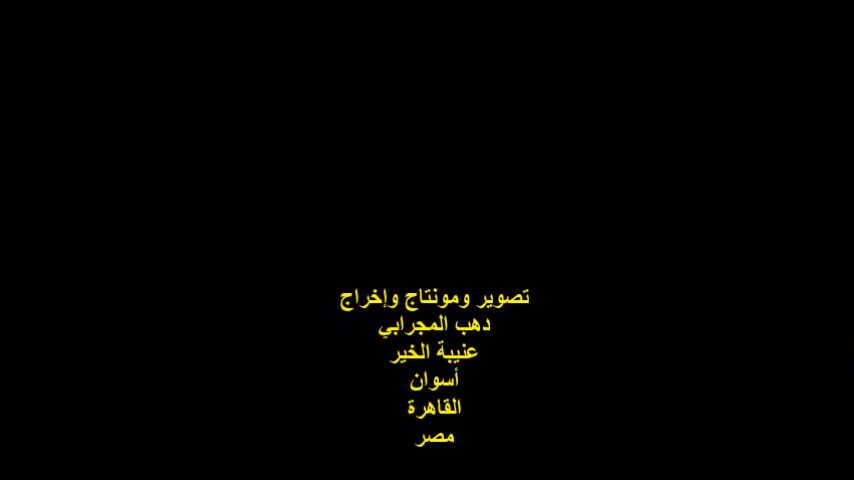 تصوير ومونتاج وإخراج
دهب المجرابي
عنيبة الخير
أسوان
القاهرة
مصر